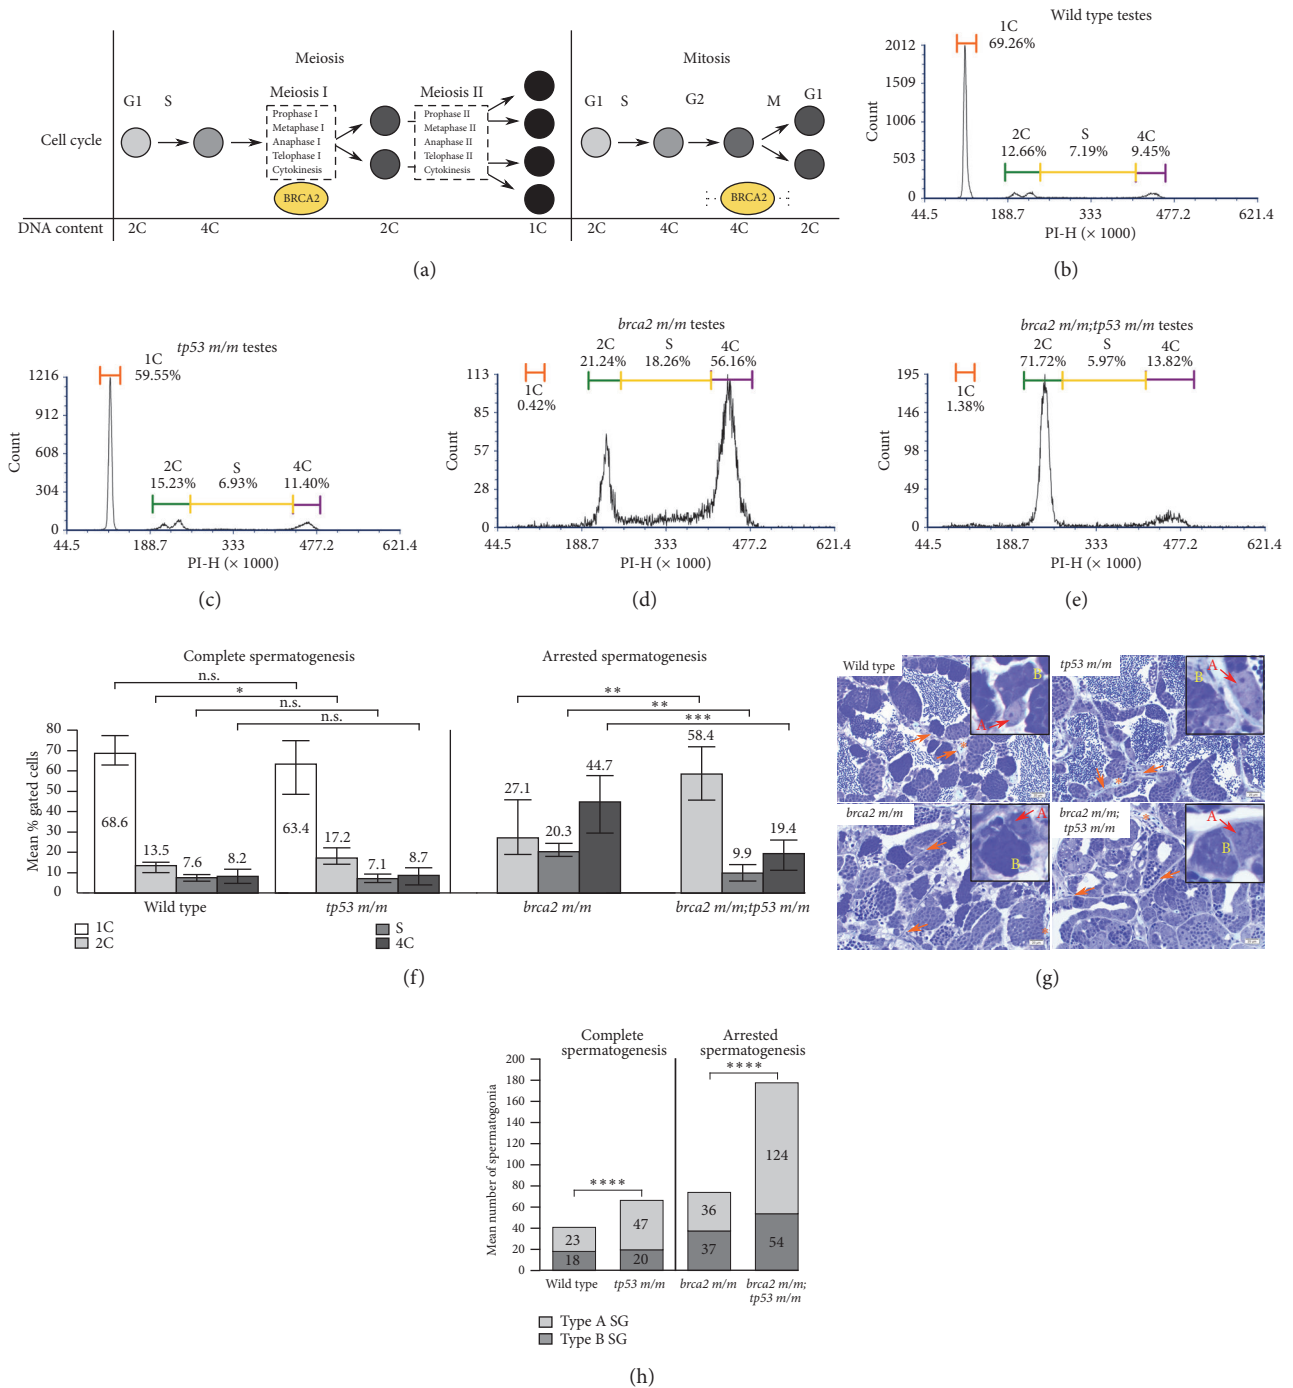 Meiosis
Mitosis
Meiosis I
Meiosis II
G1
S
G1
S
G2
M
G1
Cell cycle
Prophase I
Metaphase I
Anaphase I
Telophase I
Cytokinesis
Prophase II
Metaphase II
Anaphase II
Telophase II
Cytokinesis
BRCA2
BRCA2
DNA content
2C
4C
2C
1C
2C
4C
4C
2C
(a)
Wild type testes
1C
69.26%
2C
12.66%
S
7.19%
4C
9.45%
Count
2012
1509
1006
503
0
44.5
188.7
333
477.2
621.4
PI-H (× 1000)
(b)
tp53 m/m testes
1C
59.55%
2C
15.23%
S
6.93%
4C
11.40%
Count
1216
912
608
304
0
44.5
188.7
333
477.2
621.4
PI-H (× 1000)
(c)
brca2 m/m testes
2C
21.24%
S
18.26%
4C
56.16%
1C
0.42%
Count
113
85
57
28
0
44.5
188.7
333
477.2
621.4
PI-H (× 1000)
(d)
brca2 m/m;tp53 m/m testes
2C
71.72%
S
5.97%
4C
13.82%
1C
1.38%
Count
195
146
98
49
0
44.5
188.7
333
477.2
621.4
PI-H (× 1000)
(e)
Complete spermatogenesis
Arrested spermatogenesis
n.s.
*
n.s.
n.s.
**
**
***
Mean % gated cells
80
70
60
50
40
30
20
10
0
68.6
13.5
7.6
8.2
63.4
17.2
7.1
8.7
27.1
20.3
44.7
58.4
9.9
19.4
Wild type
tp53 m/m
brca2 m/m
brca2 m/m;tp53 m/m
1C
2C
S
4C
(f)
Wild type
B
A
tp53 m/m
A
B
brca2 m/m
A
B
brca2 m/m;
tp53 m/m
A
B
(g)
Complete
spermatogenesis
Arrested
spermatogenesis
****
****
Mean number of spermatogonia
200
180
160
140
120
100
80
60
40
20
0
23
18
47
20
36
37
124
54
Wild type
tp53 m/m
brca2 m/m
brca2 m/m;
tp53 m/m
Type A SG
Type B SG
(h)